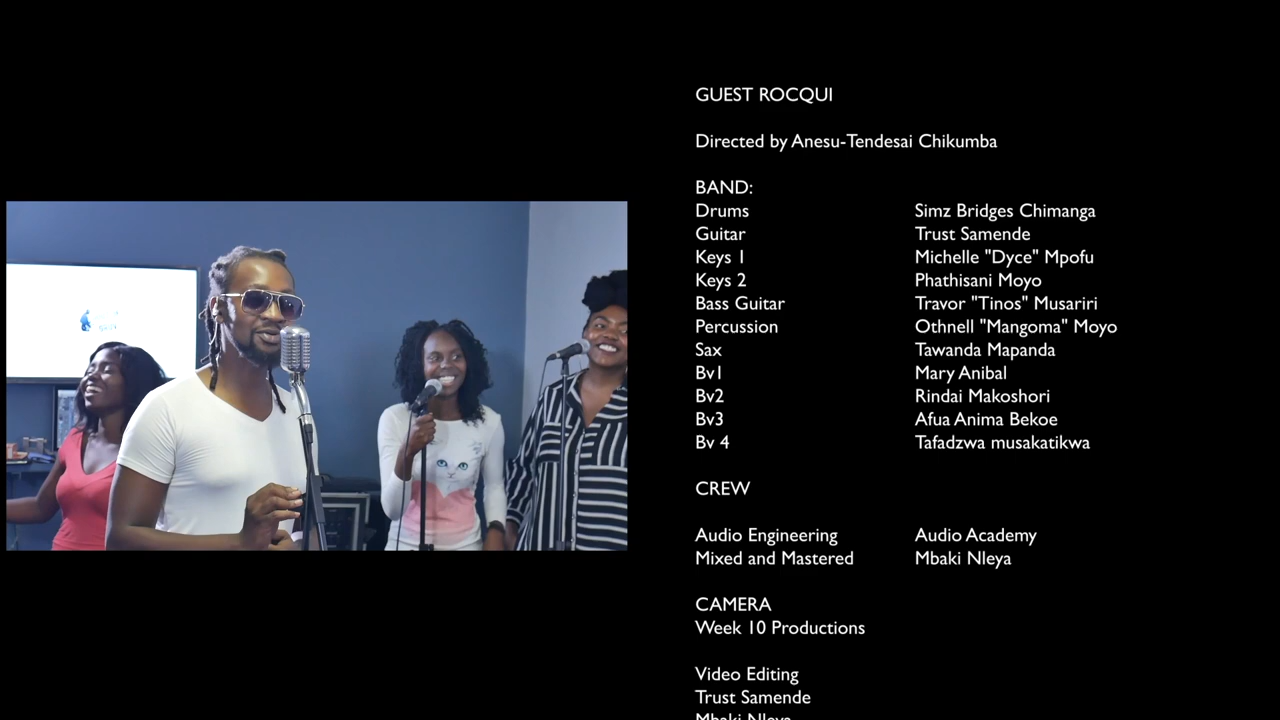 GUEST ROCQUI
Directed by Anesu-Tendesai Chikumba
BAND:
Drums Simz Bridges Chimanga
Guitar Trust Samende
Keys 1 Michelle "Dyce" Mpofu
Keys 2 Phathisani Moyo
Bass Guitar Travor "Tinos" Musariri
Percussion Othnell "Mangoma" Moyo
Sax Tawanda Mapanda
Bv1 Mary Anibal
Bv2 Rindai Makoshori
Bv3 Afua Anima Bekoe
Bv 4 Tafadzwa musakatikwa
CREW
Audio Engineering Audio Academy
Mixed and Mastered Mbaki Nleya
CAMERA
Week 10 Productions
Video Editing
Trust Samende
Mbaki Nleya